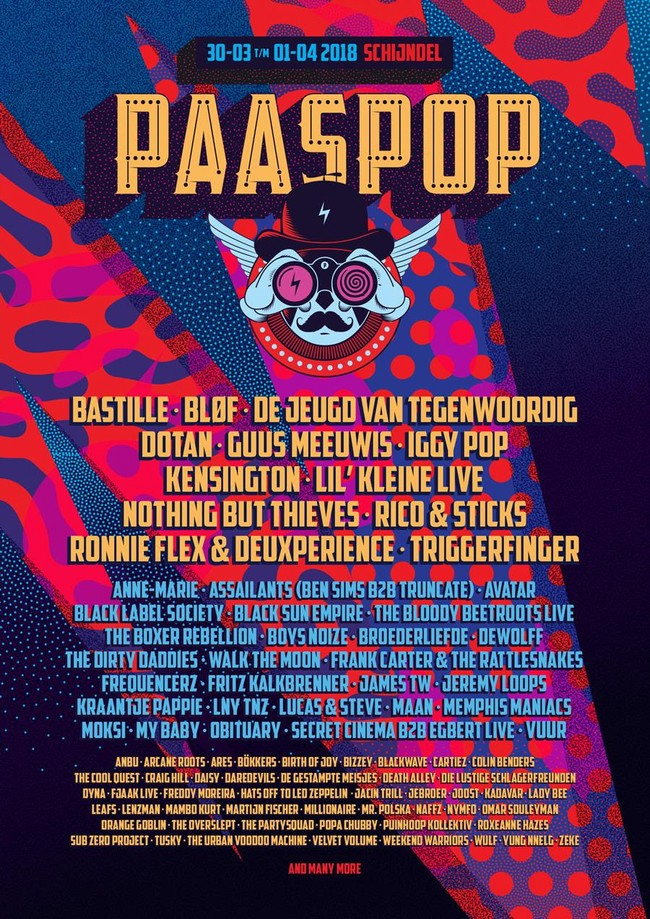 30-03 T/M 01-04 2018 SCHIJNDEL
PAASPOP
BASTILLE · BLØF · DE JEUGD VAN TEGENWOORDIG
DOTAN · GUUS MEEUWIS · IGGY POP
KENSINGTON · LIL' KLEINE LIVE
NOTHING BUT THIEVES · RICO & STICKS
RONNIE FLEX & DEUXPERIENCE · TRIGGERFINGER
ANNE-MARIE · ASSAILANTS (BEN SIMS B2B TRUNCATE) · AVATAR
BLACK LABEL SOCIETY · BLACK SUN EMPIRE · THE BLOODY BEETROOTS LIVE
THE BOXER REBELLION · BOYS NOIZE · BROEDERLIEFDE · DEWOLFF
THE DIRTY DADDIES · WALK THE MOON · FRANK CARTER & THE RATTLESNAKES
FREQUENCERZ · FRITZ KALKBRENNER · JAMES TW · JEREMY LOOPS
KRAANTJE PAPPIE · LNY TNZ · LUCAS & STEVE · MAAN · MEMPHIS MANIACS
MOKSI · MY BABY · OBITUARY · SECRET CINEMA B2B EGBERT LIVE · VUUR
ANBU · ARCANE ROOTS · ARES · BÖKKERS · BIRTH OF JOY · BIZZEY · BLACKWAVE · CARTIEZ · COLIN BENDERS
THE COOL QUEST · CRAIG HILL · DAISY · DAREDEVILS · DE GESTAMPTE MEISJES · DEATH ALLEY · DIE LUSTIGE SCHLAGERFREUNDEN
DYNA · FJAAK LIVE · FREDDY MOREIRA · HATS OFF TO LED ZEPPELIN · JACIN TRILL · JEBROER · JOOST · KADAVAR · LADY BEE
LEAFS · LENZMAN · MAMBO KURT · MARTIJN FISCHER · MILLIONAIRE · MR. POLSKA · NAFFZ · NYMFO · OMAR SOULEYMAN
ORANGE GOBLIN · THE OVERSLEPT · THE PARTYSQUAD · POPA CHUBBY · PUINHOOP KOLLEKTIV · ROXEANNE HAZES
SUB ZERO PROJECT · TUSKY · THE URBAN VOODOO MACHINE · VELVET VOLUME · WEEKEND WARRIORS · WULF · YUNG NNELG · ZEKE
AND MANY MORE